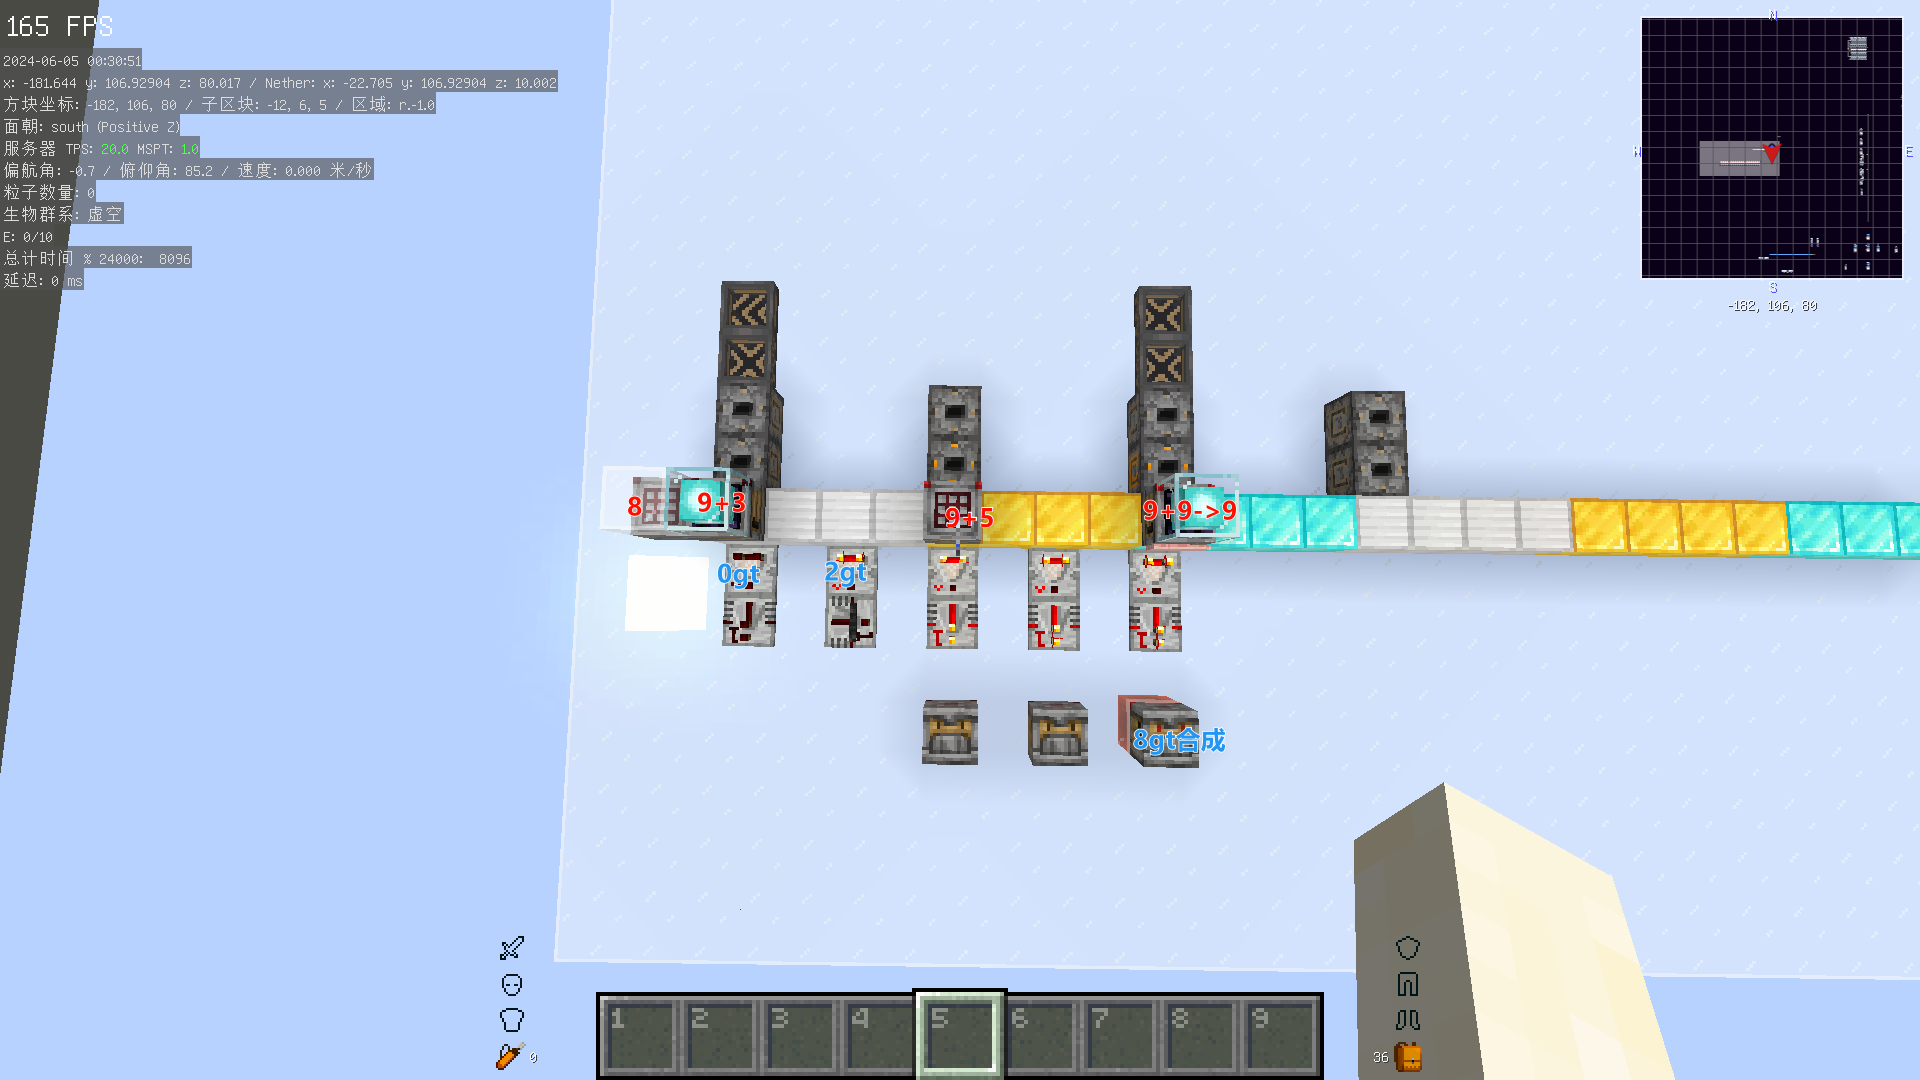 165 FPS
2024-06-05 00:30:51
x: -181.644 y: 106.92904 z: 80.017 / Nether: x: -22.705 y: 106.92904 z: 10.002
方块坐标: -182, 106, 80 / 子区块: -12, 6, 5 / 区域: r.-1.0
面朝: south (Positive Z)
服务器 TPS: 20.0 MSPT: 1.0
偏航角: -0.7 / 俯仰角: 85.2 / 速度: 0.000 米/秒
粒子数量: 0
生物群系: 虚空
E: 0/10
总计时间 % 24000: 8096
延迟: 0 ms
N
W
E
S
-182, 106, 80
8
9+3
9+5
9+9->9
0gt
2gt
8gt合成
1 2 3 4 5 6 7 8 9
0
36